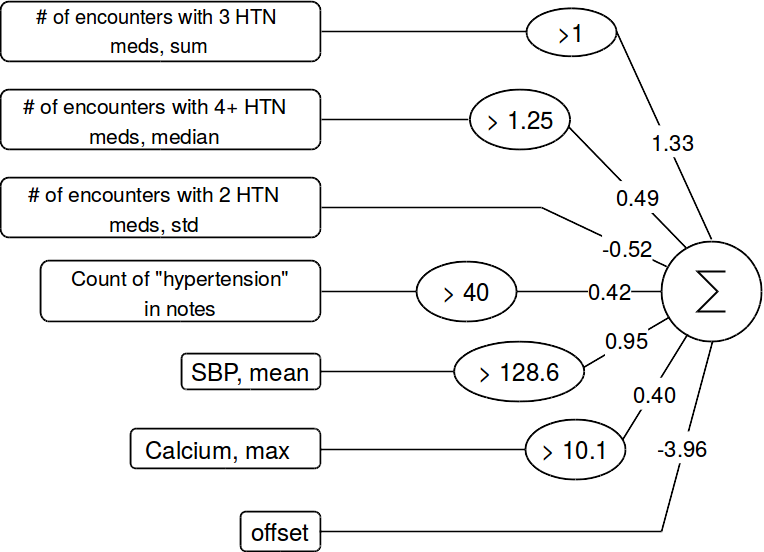 # of encounters with 3 HTN
meds, sum
>1
1.33
# of encounters with 4+ HTN
meds, median
> 1.25
0.49
# of encounters with 2 HTN
meds, std
-0.52
Count of "hypertension"
in notes
> 40
0.42
∑
SBP, mean
> 128.6
0.95
Calcium, max
> 10.1
0.40
offset
-3.96